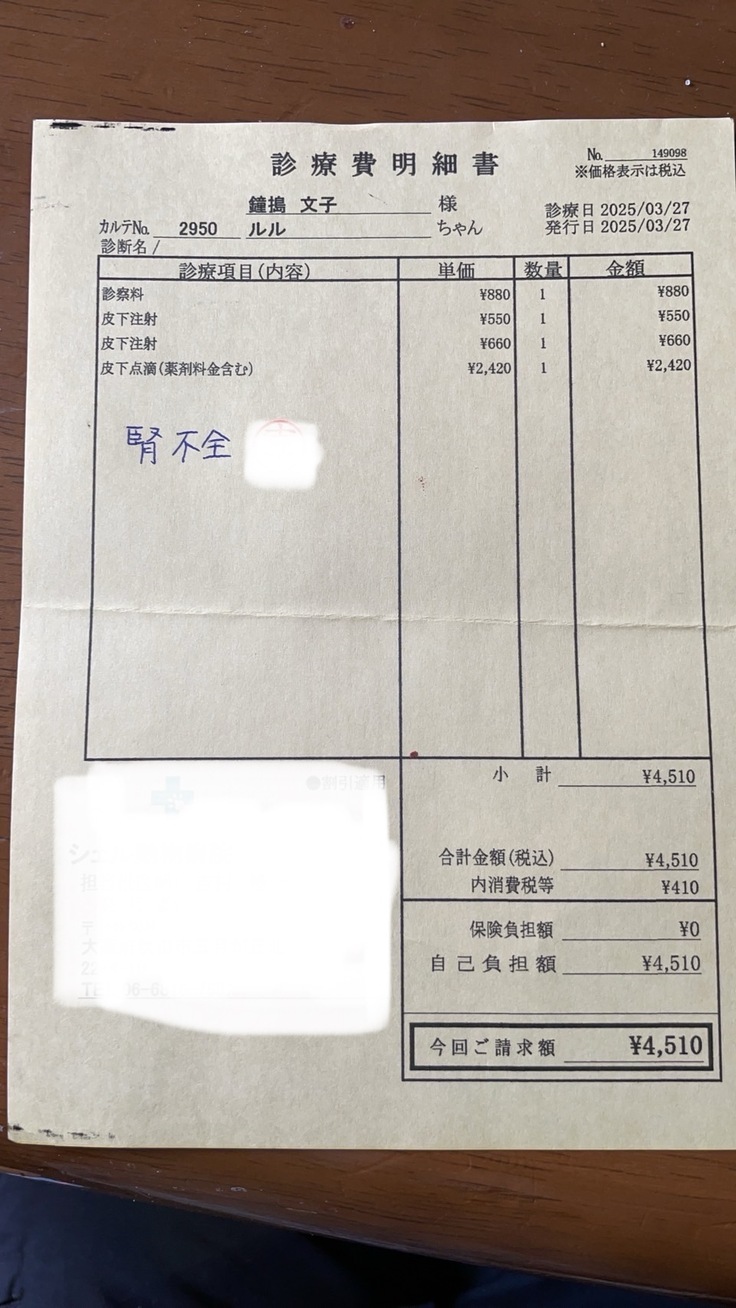 診療費明細書
No. 149098
※価格表示は税込
鐘搗 文子 様
診療日 2025/03/27
カルテNo. 2950 ルル ちゃん
発行日 2025/03/27
診断名 /
診療項目(内容) 単価 数量 金額
診察料 ¥880 1 ¥880
皮下注射 ¥550 1 ¥550
皮下注射 ¥660 1 ¥660
皮下点滴(薬剤料金含む) ¥2,420 1 ¥2,420
腎不全
●割引適用
小計 ¥4,510
合計金額(税込) ¥4,510
内消費税等 ¥410
保険負担額 ¥0
自己負担額 ¥4,510
今回ご請求額 ¥4,510